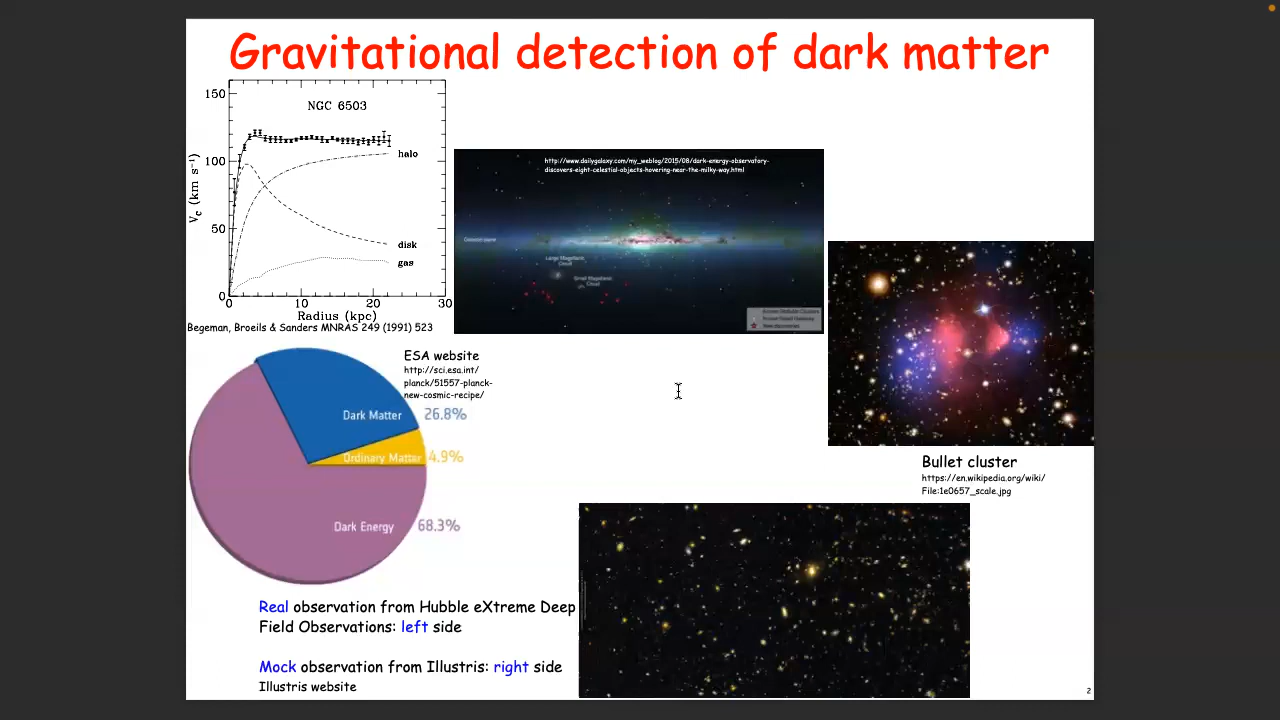 Gravitational detection of dark matter
150
100
50
0
NGC 6503
halo
disk
gas
V_c (km s⁻¹)
0 10 20 30
Radius (kpc)
Begeman, Broeils & Sanders MNRAS 249 (1991) 523
http://www.dailygalaxy.com/my_weblog/2015/08/dark-energy-observatory-
discovers-eight-celestial-objects-hovering-near-the-milky-way.html
Large Magellanic
Cloud
Small Magellanic
Cloud
ESA website
http://sci.esa.int/
planck/51557-planck-
new-cosmic-recipe/
Dark Matter 26.8%
Ordinary Matter 4.9%
Dark Energy 68.3%
Bullet cluster
https://en.wikipedia.org/wiki/
File:1e0657_scale.jpg
Real observation from Hubble eXtreme Deep
Field Observations: left side
Mock observation from Illustris: right side
Illustris website
2